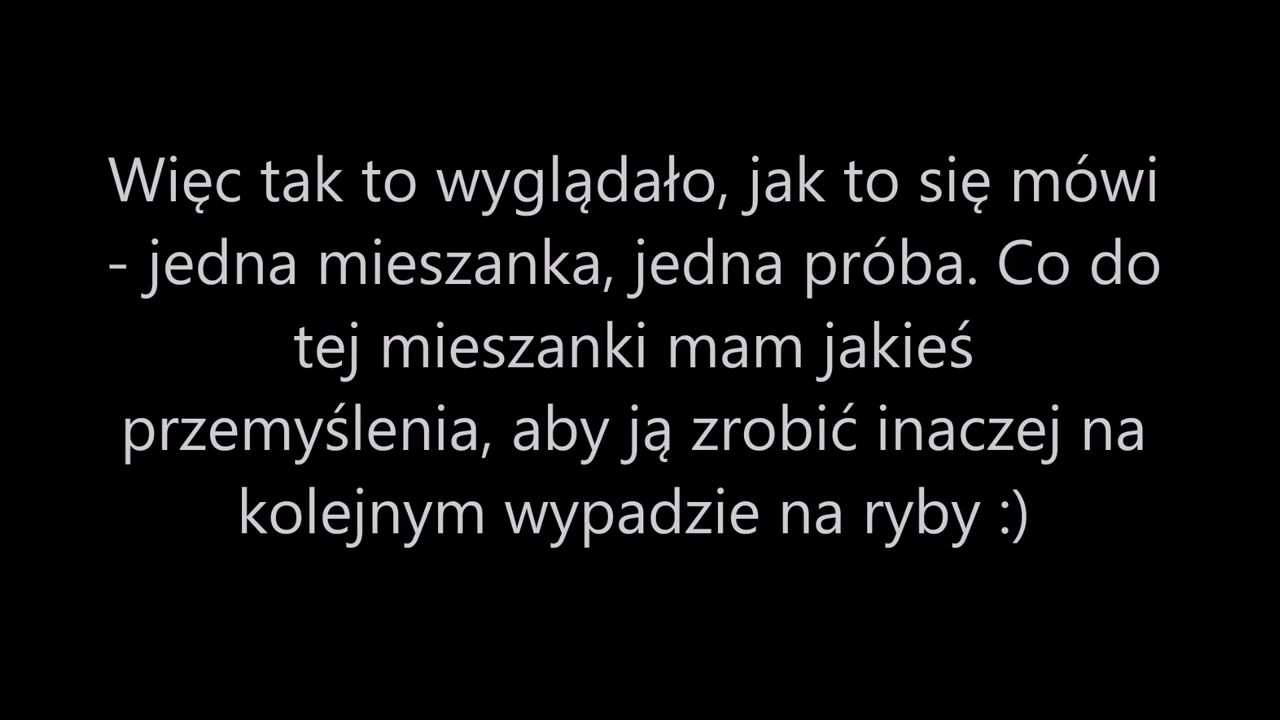 Więc tak to wyglądało, jak to się mówi
- jedna mieszanka, jedna próba. Co do
tej mieszanki mam jakieś
przemyślenia, aby ją zrobić inaczej na
kolejnym wypadzie na ryby :)